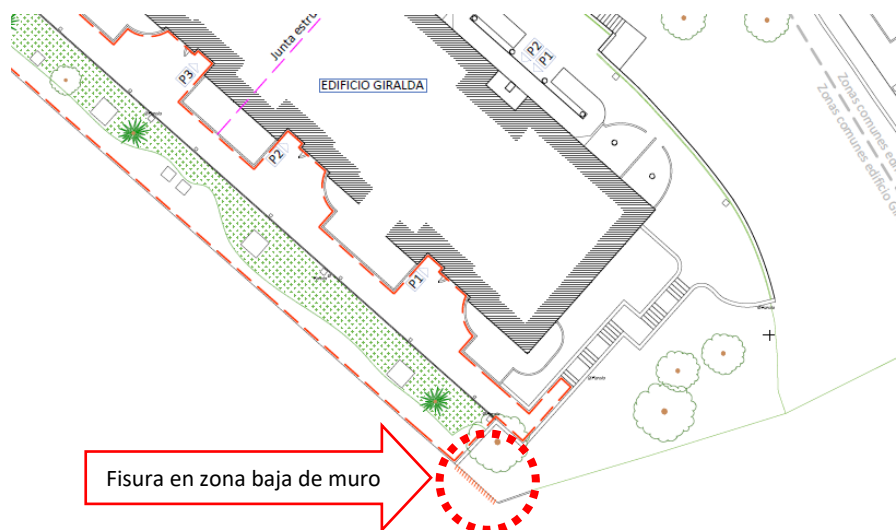 Junta estru
P2
P1
P3
EDIFICIO GIRALDA
Zonas comunes edifi
Zonas comunes edificio Gi
P2
P1
Fisura en zona baja de muro